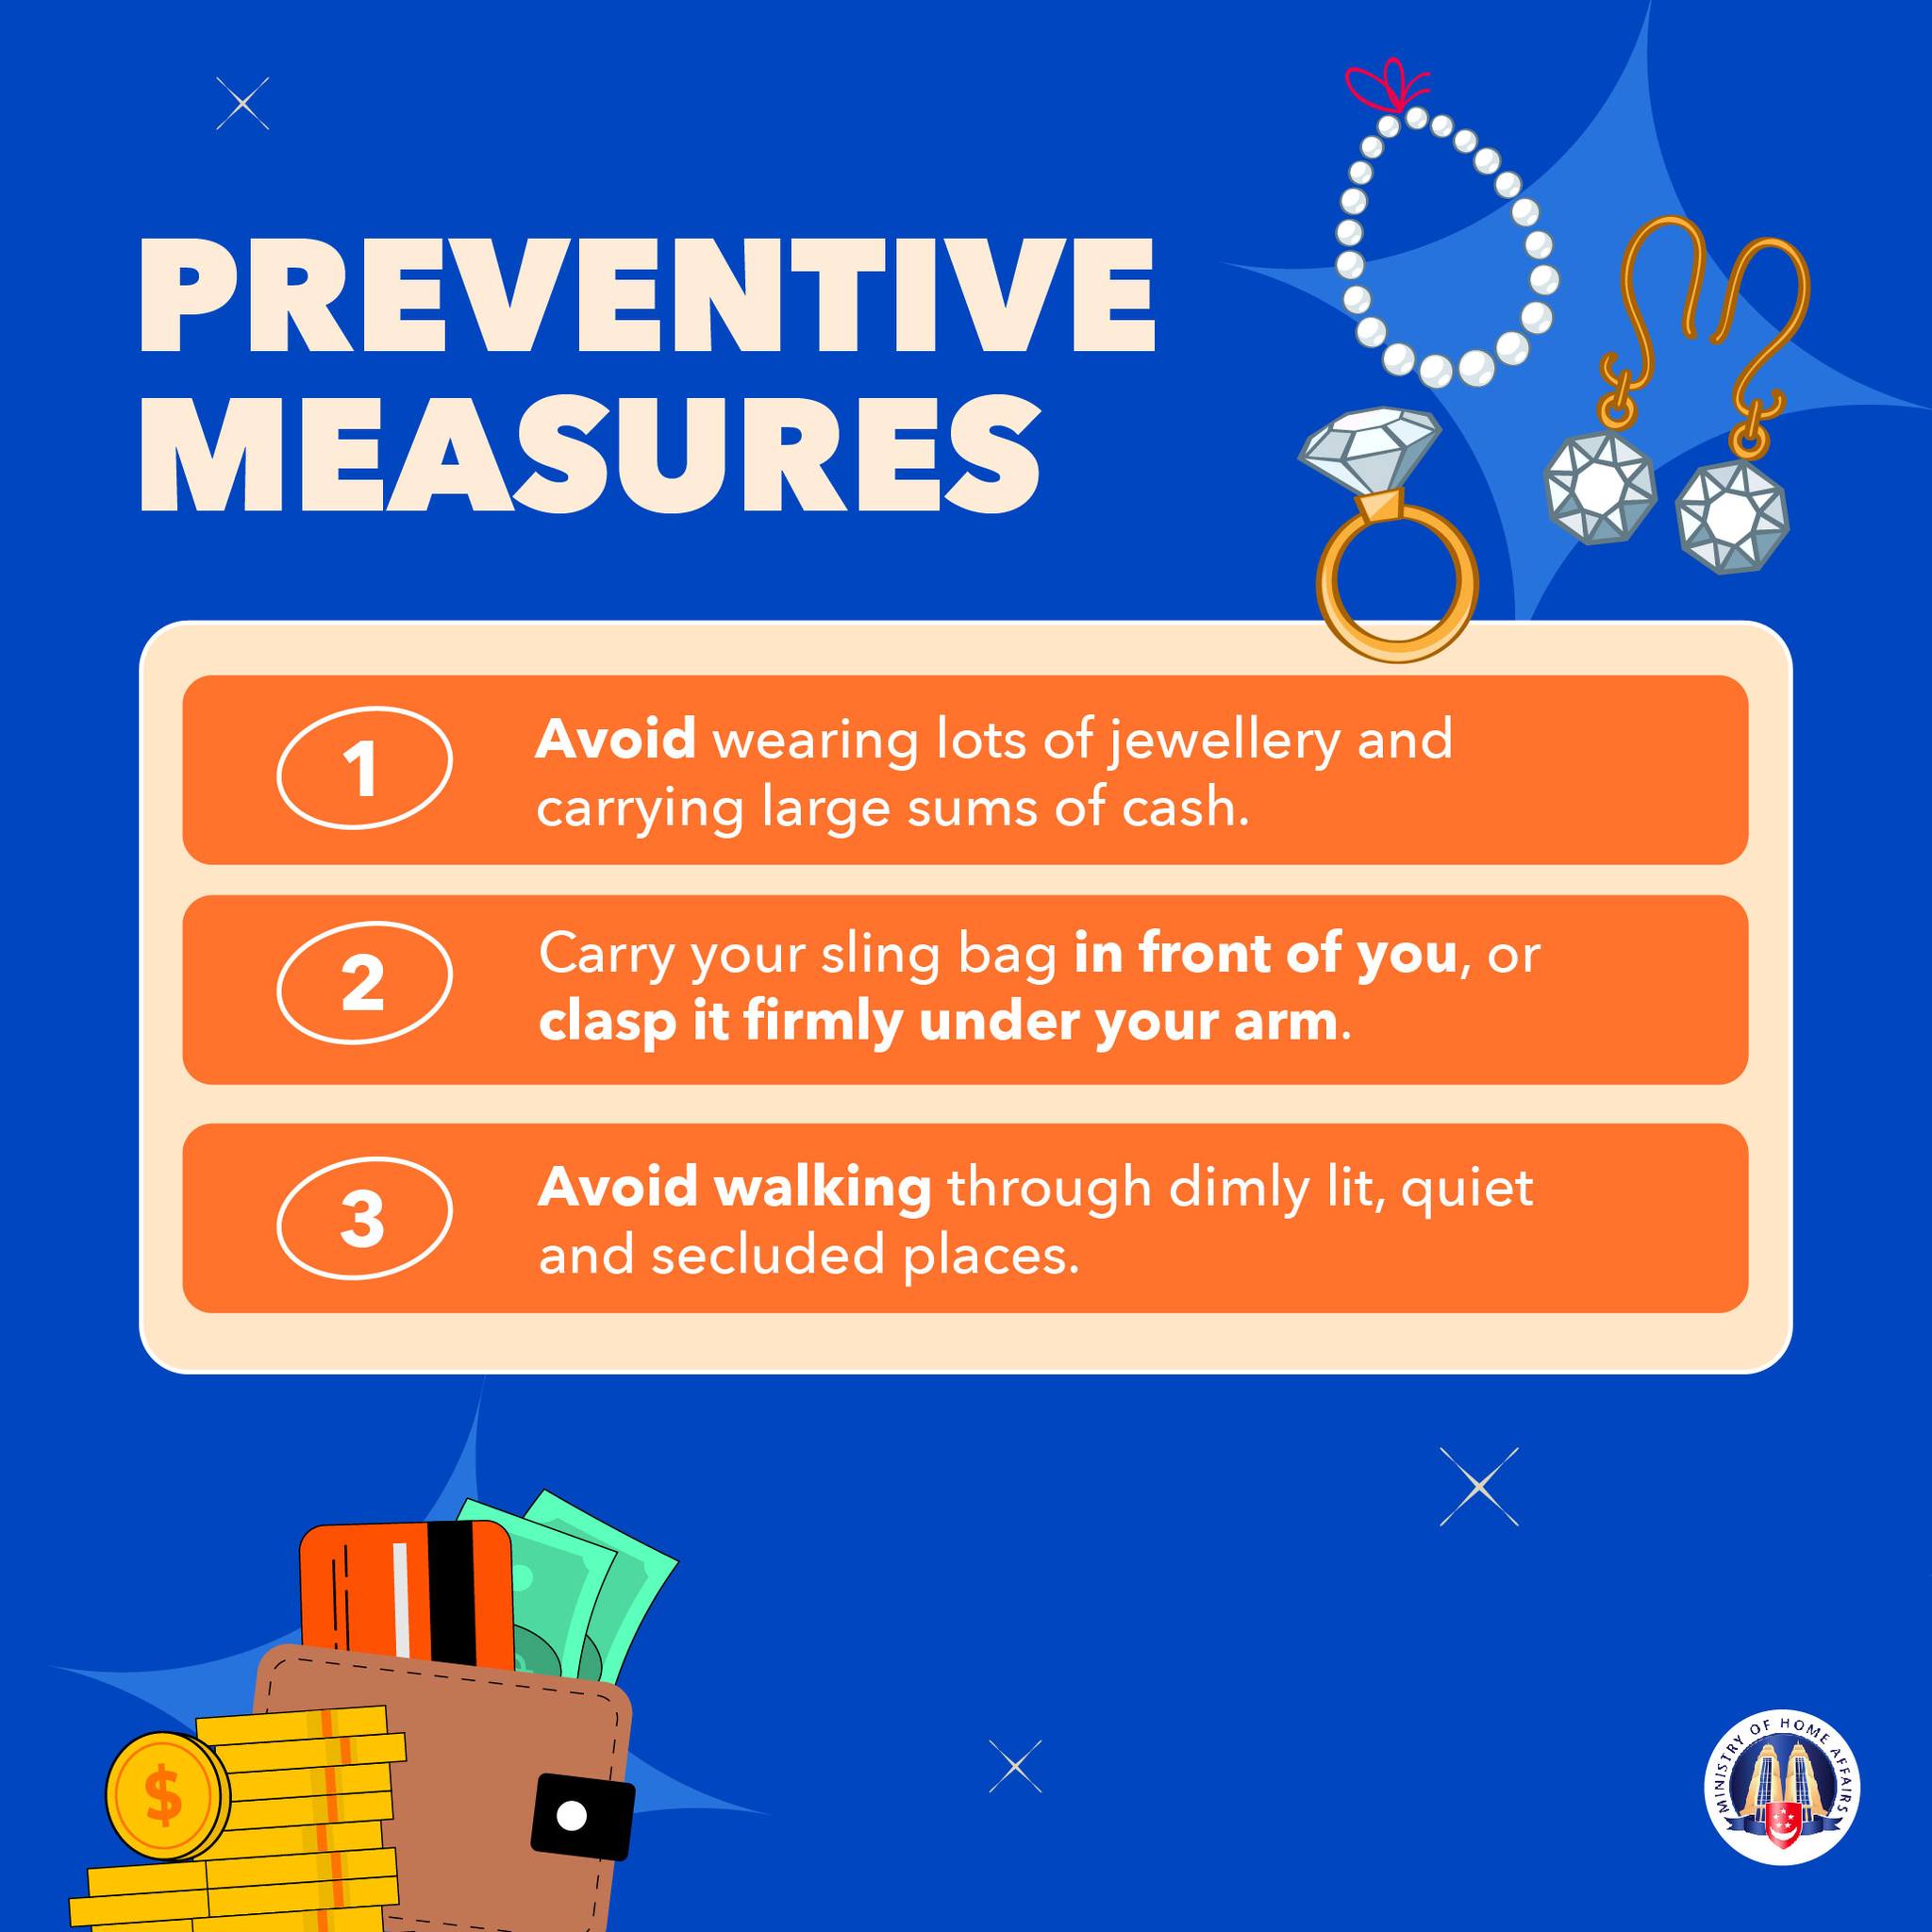 PREVENTIVE
MEASURES
1
Avoid wearing lots of jewellery and
carrying large sums of cash.
2
Carry your sling bag in front of you, or
clasp it firmly under your arm.
3
Avoid walking through dimly lit, quiet
and secluded places.
$
MINISTRY OF HOME AFFAIRS